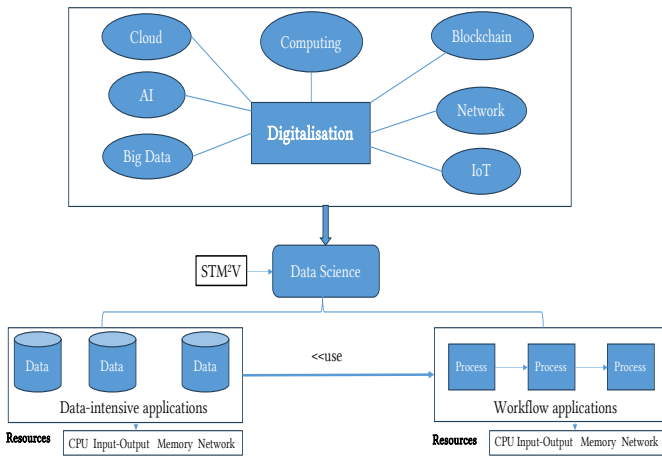 Cloud
Computing
Blockchain
AI
Digitalisation
Network
Big Data
IoT
STM²V
Data Science
Data
Data
Data
<<use
Process
Process
Process
Data-intensive applications
Workflow applications
Resources
CPU Input-Output Memory Network
Resources
CPU Input-Output Memory Network